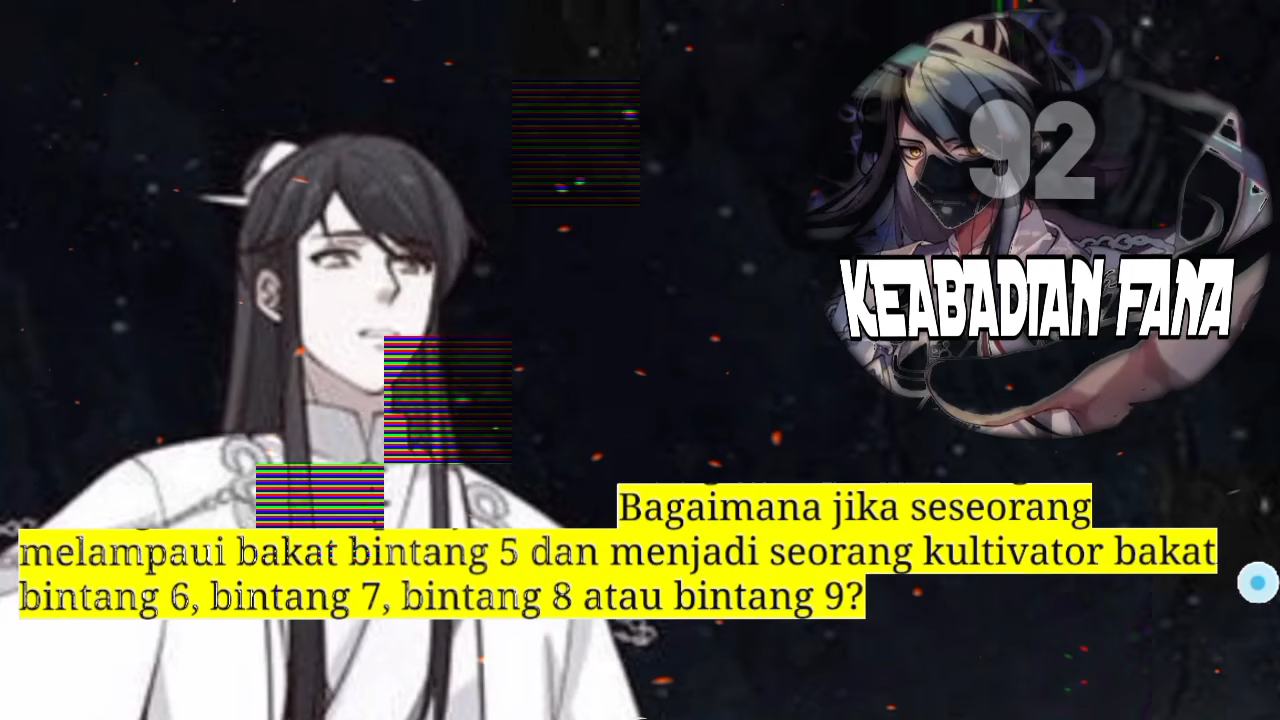 92
KEABADIAN FANA
Bagaimana jika seseorang
melampaui bakat bintang 5 dan menjadi seorang kultivator bakat
bintang 6, bintang 7, bintang 8 atau bintang 9?